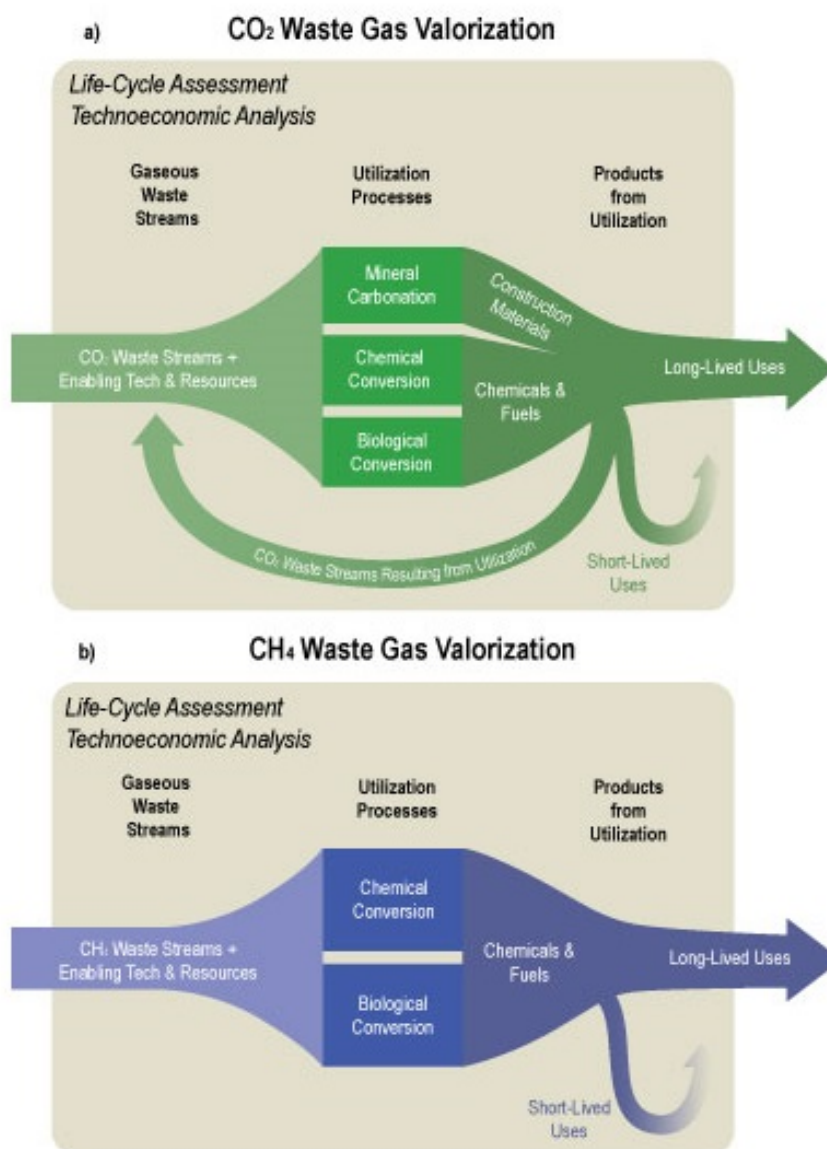 a)
CO₂ Waste Gas Valorization
Life-Cycle Assessment
Technoeconomic Analysis
Gaseous
Waste
Streams
Utilization
Processes
Products
from
Utilization
Mineral
Carbonation
Construction
Materials
CO₂ Waste Streams +
Enabling Tech & Resources
Chemical
Conversion
Chemicals &
Fuels
Long-Lived Uses
Biological
Conversion
CO₂ Waste Streams Resulting from Utilization
Short-Lived
Uses
b)
CH₄ Waste Gas Valorization
Life-Cycle Assessment
Technoeconomic Analysis
Gaseous
Waste
Streams
Utilization
Processes
Products
from
Utilization
Chemical
Conversion
CH₄ Waste Streams +
Enabling Tech & Resources
Chemicals &
Fuels
Long-Lived Uses
Biological
Conversion
Short-Lived
Uses